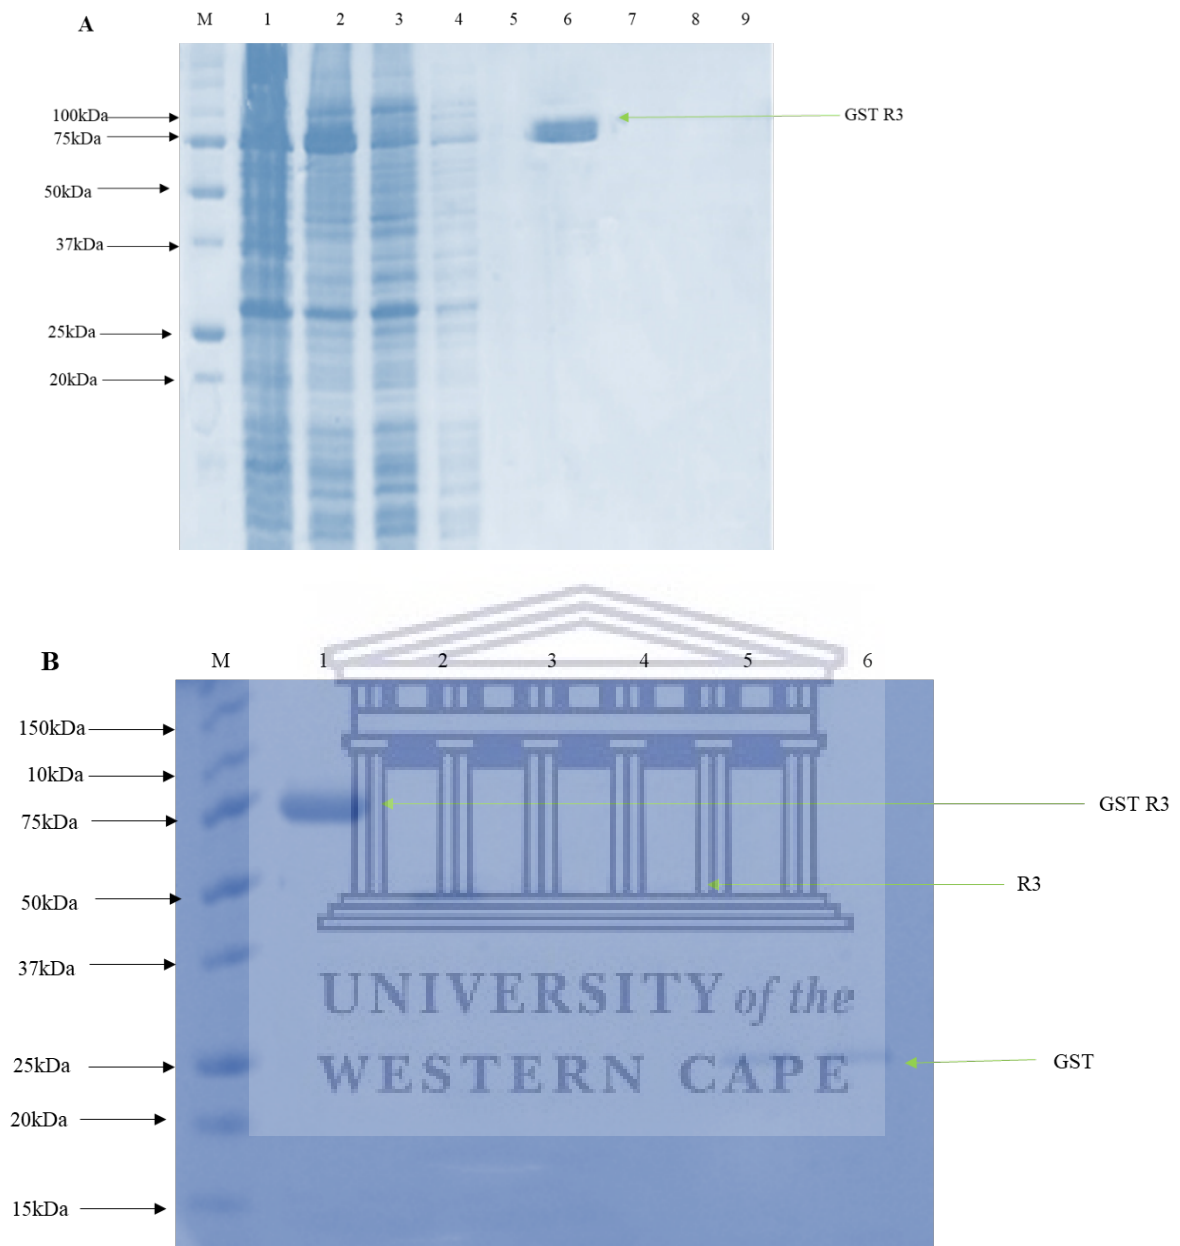 A M 1 2 3 4 5 6 7 8 9
100kDa
GST R3
75kDa
50kDa
37kDa
25kDa
20kDa
B M 1 2 3 4 5 6
150kDa
10kDa
GST R3
75kDa
R3
50kDa
37kDa
UNIVERSITY of the
WESTERN CAPE
25kDa
GST
20kDa
15kDa